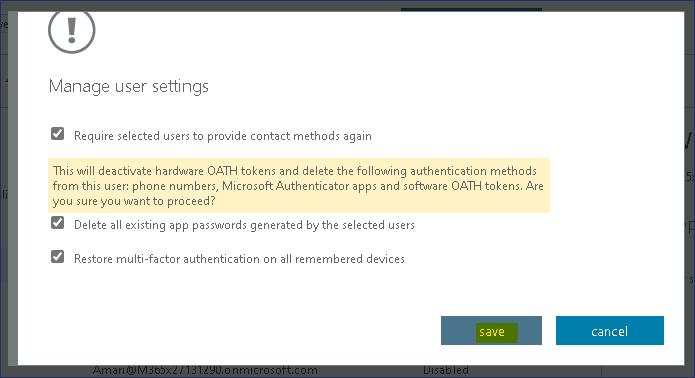 Manage user settings
Require selected users to provide contact methods again
This will deactivate hardware OATH tokens and delete the following authentication methods
from this user: phone numbers, Microsoft Authenticator apps and software OATH tokens. Are
you sure you want to proceed?
Delete all existing app passwords generated by the selected users
Restore multi-factor authentication on all remembered devices
save
cancel
Amari@M365x27131290.onmicrosoft.com
Disabled